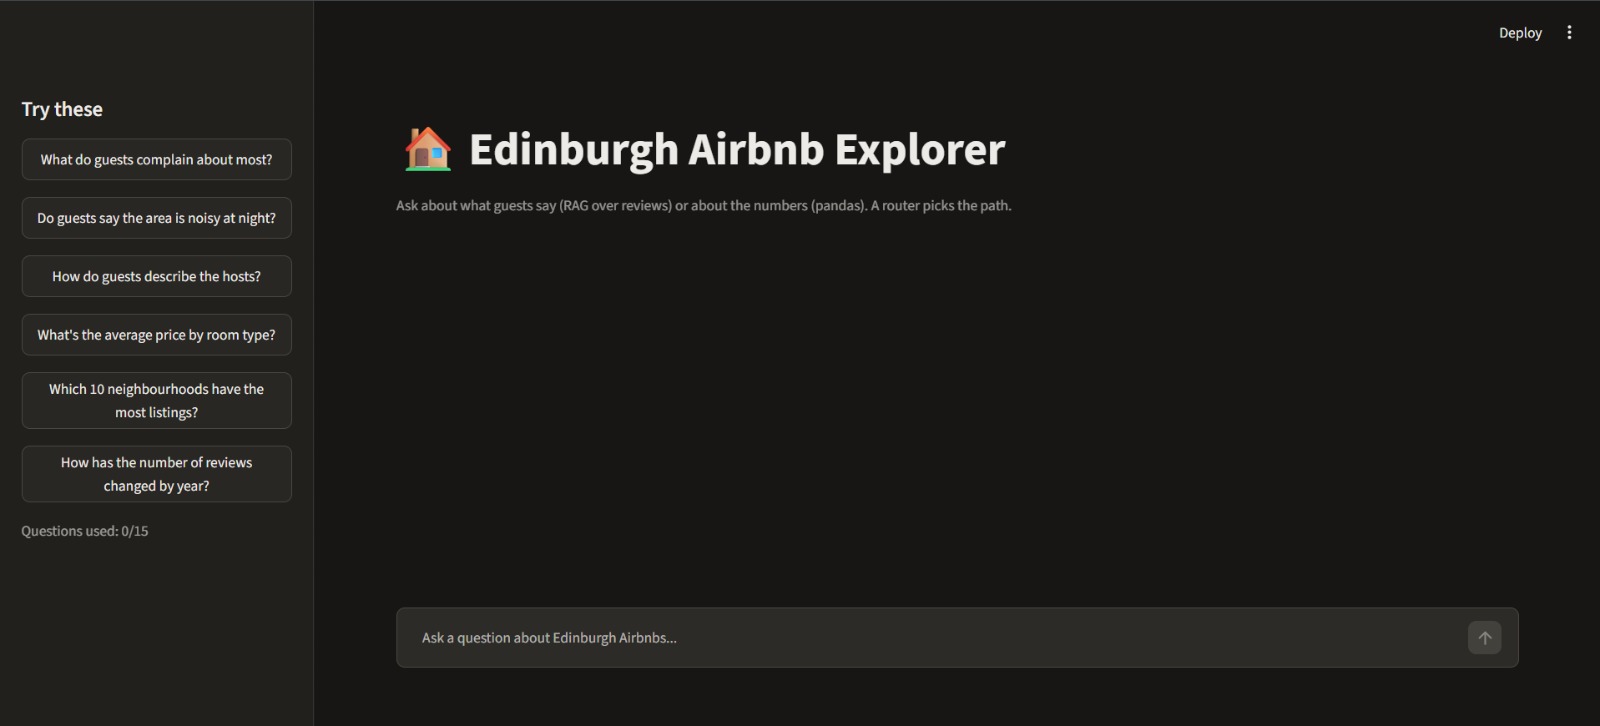 Deploy
Try these
What do guests complain about most?
Do guests say the area is noisy at night?
How do guests describe the hosts?
What's the average price by room type?
Which 10 neighbourhoods have the
most listings?
How has the number of reviews
changed by year?
Questions used: 0/15
Edinburgh Airbnb Explorer
Ask about what guests say (RAG over reviews) or about the numbers (pandas). A router picks the path.
Ask a question about Edinburgh Airbnbs...